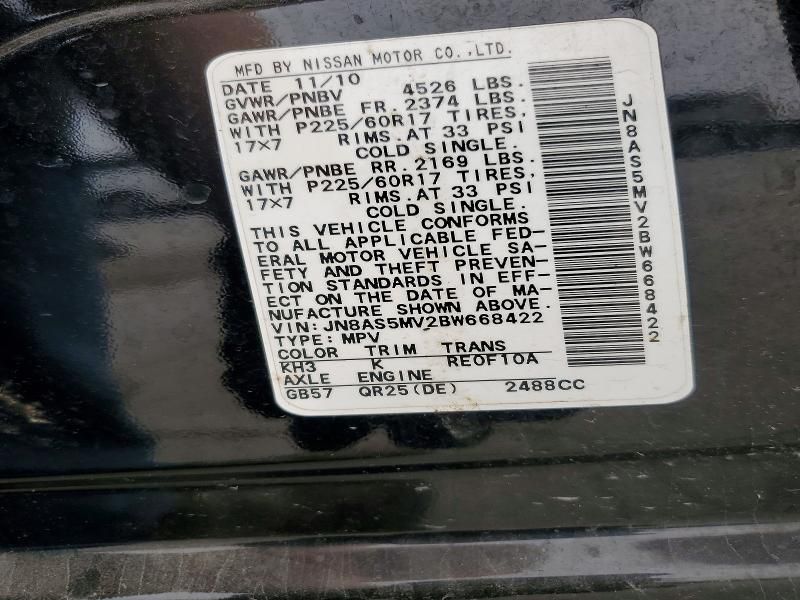 MFD BY NISSAN MOTOR CO.,LTD.
DATE 11/10
GVWR/PNBV 4526 LBS.
GAWR/PNBE FR. 2374 LBS.
WITH P225/60R17 TIRES,
17×7 RIMS.AT 33 PSI
COLD SINGLE.
GAWR/PNBE RR. 2169 LBS.
WITH P225/60R17 TIRES,
17×7 RIMS.AT 33 PSI
COLD SINGLE.
THIS VEHICLE CONFORMS
TO ALL APPLICABLE FED-
ERAL MOTOR VEHICLE SA-
FETY AND THEFT PREVEN-
TION STANDARDS IN EFF-
ECT ON THE DATE OF MA-
NUFACTURE SHOWN ABOVE.
VIN:JN8AS5MV2BW668422
TYPE:MPV
COLOR TRIM TRANS
KH3 K RE0F10A
AXLE ENGINE
GB57 QR25(DE) 2488CC
JN8AS5MV2BW668422